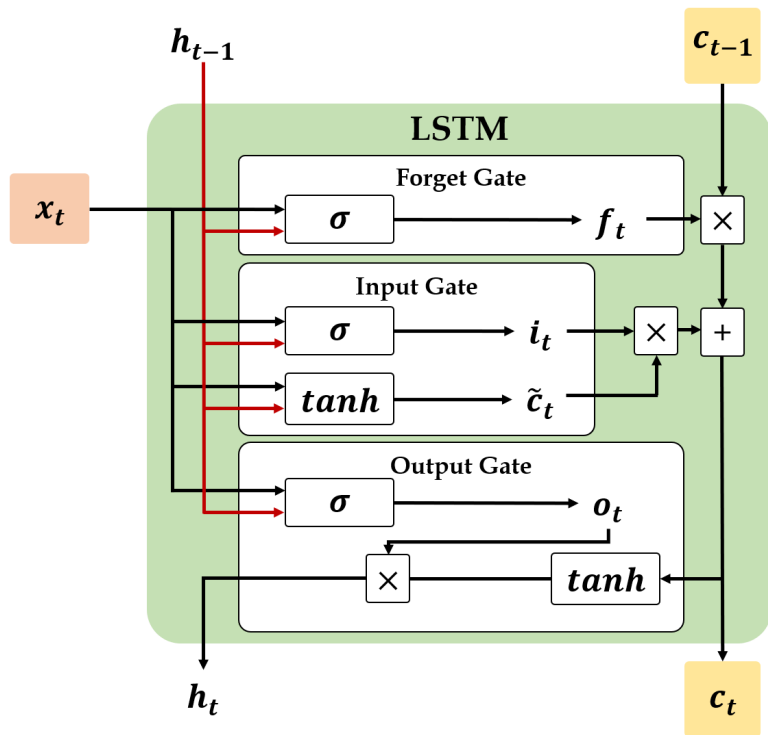 h_{t-1}
c_{t-1}
LSTM
x_t
Forget Gate
σ
f_t
×
Input Gate
σ
i_t
×
+
tanh
c̃_t
Output Gate
σ
o_t
×
tanh
h_t
c_t